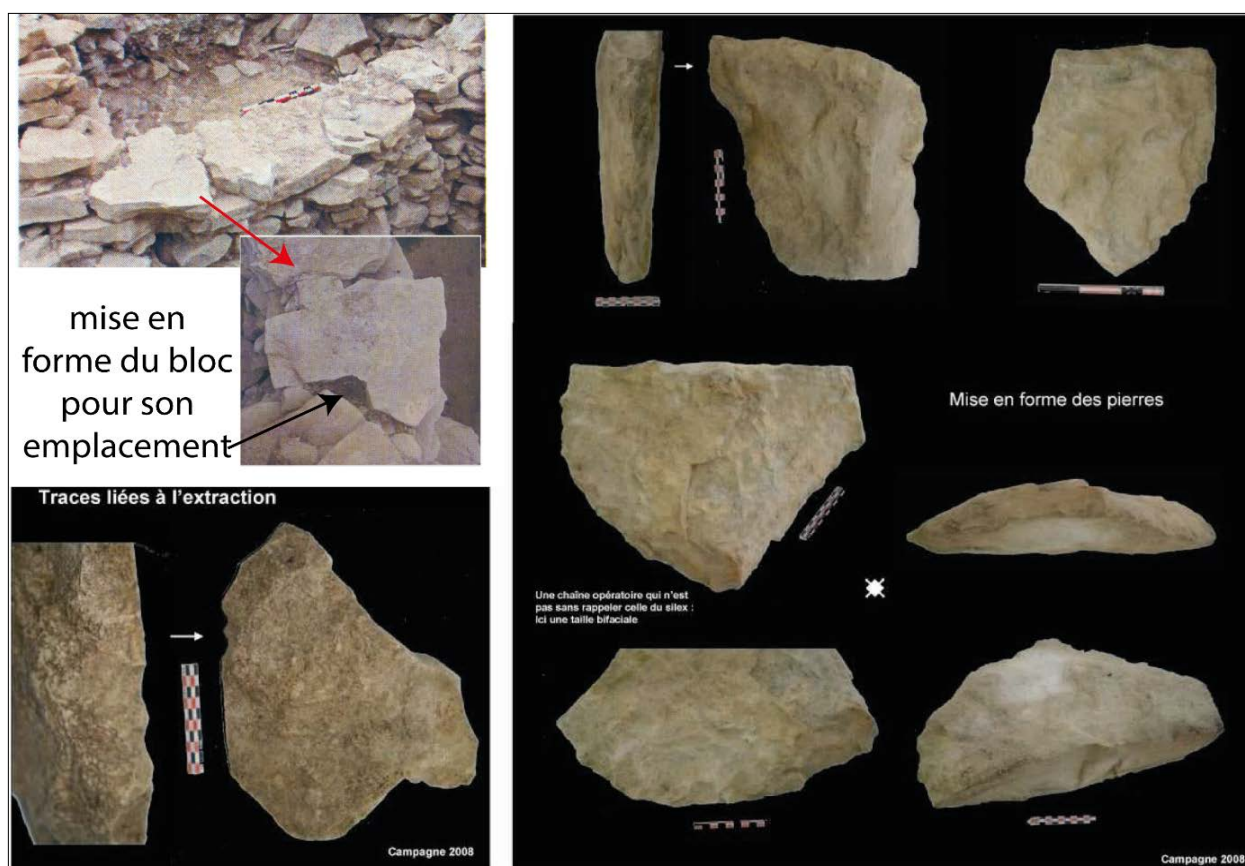 mise en
forme du bloc
pour son
emplacement
Traces liées à l'extraction
Campagne 2008
Mise en forme des pierres
Une chaîne opératoire qui n'est
pas sans rappeler celle du silex :
Ici une taille bifaciale
Campagne 2008